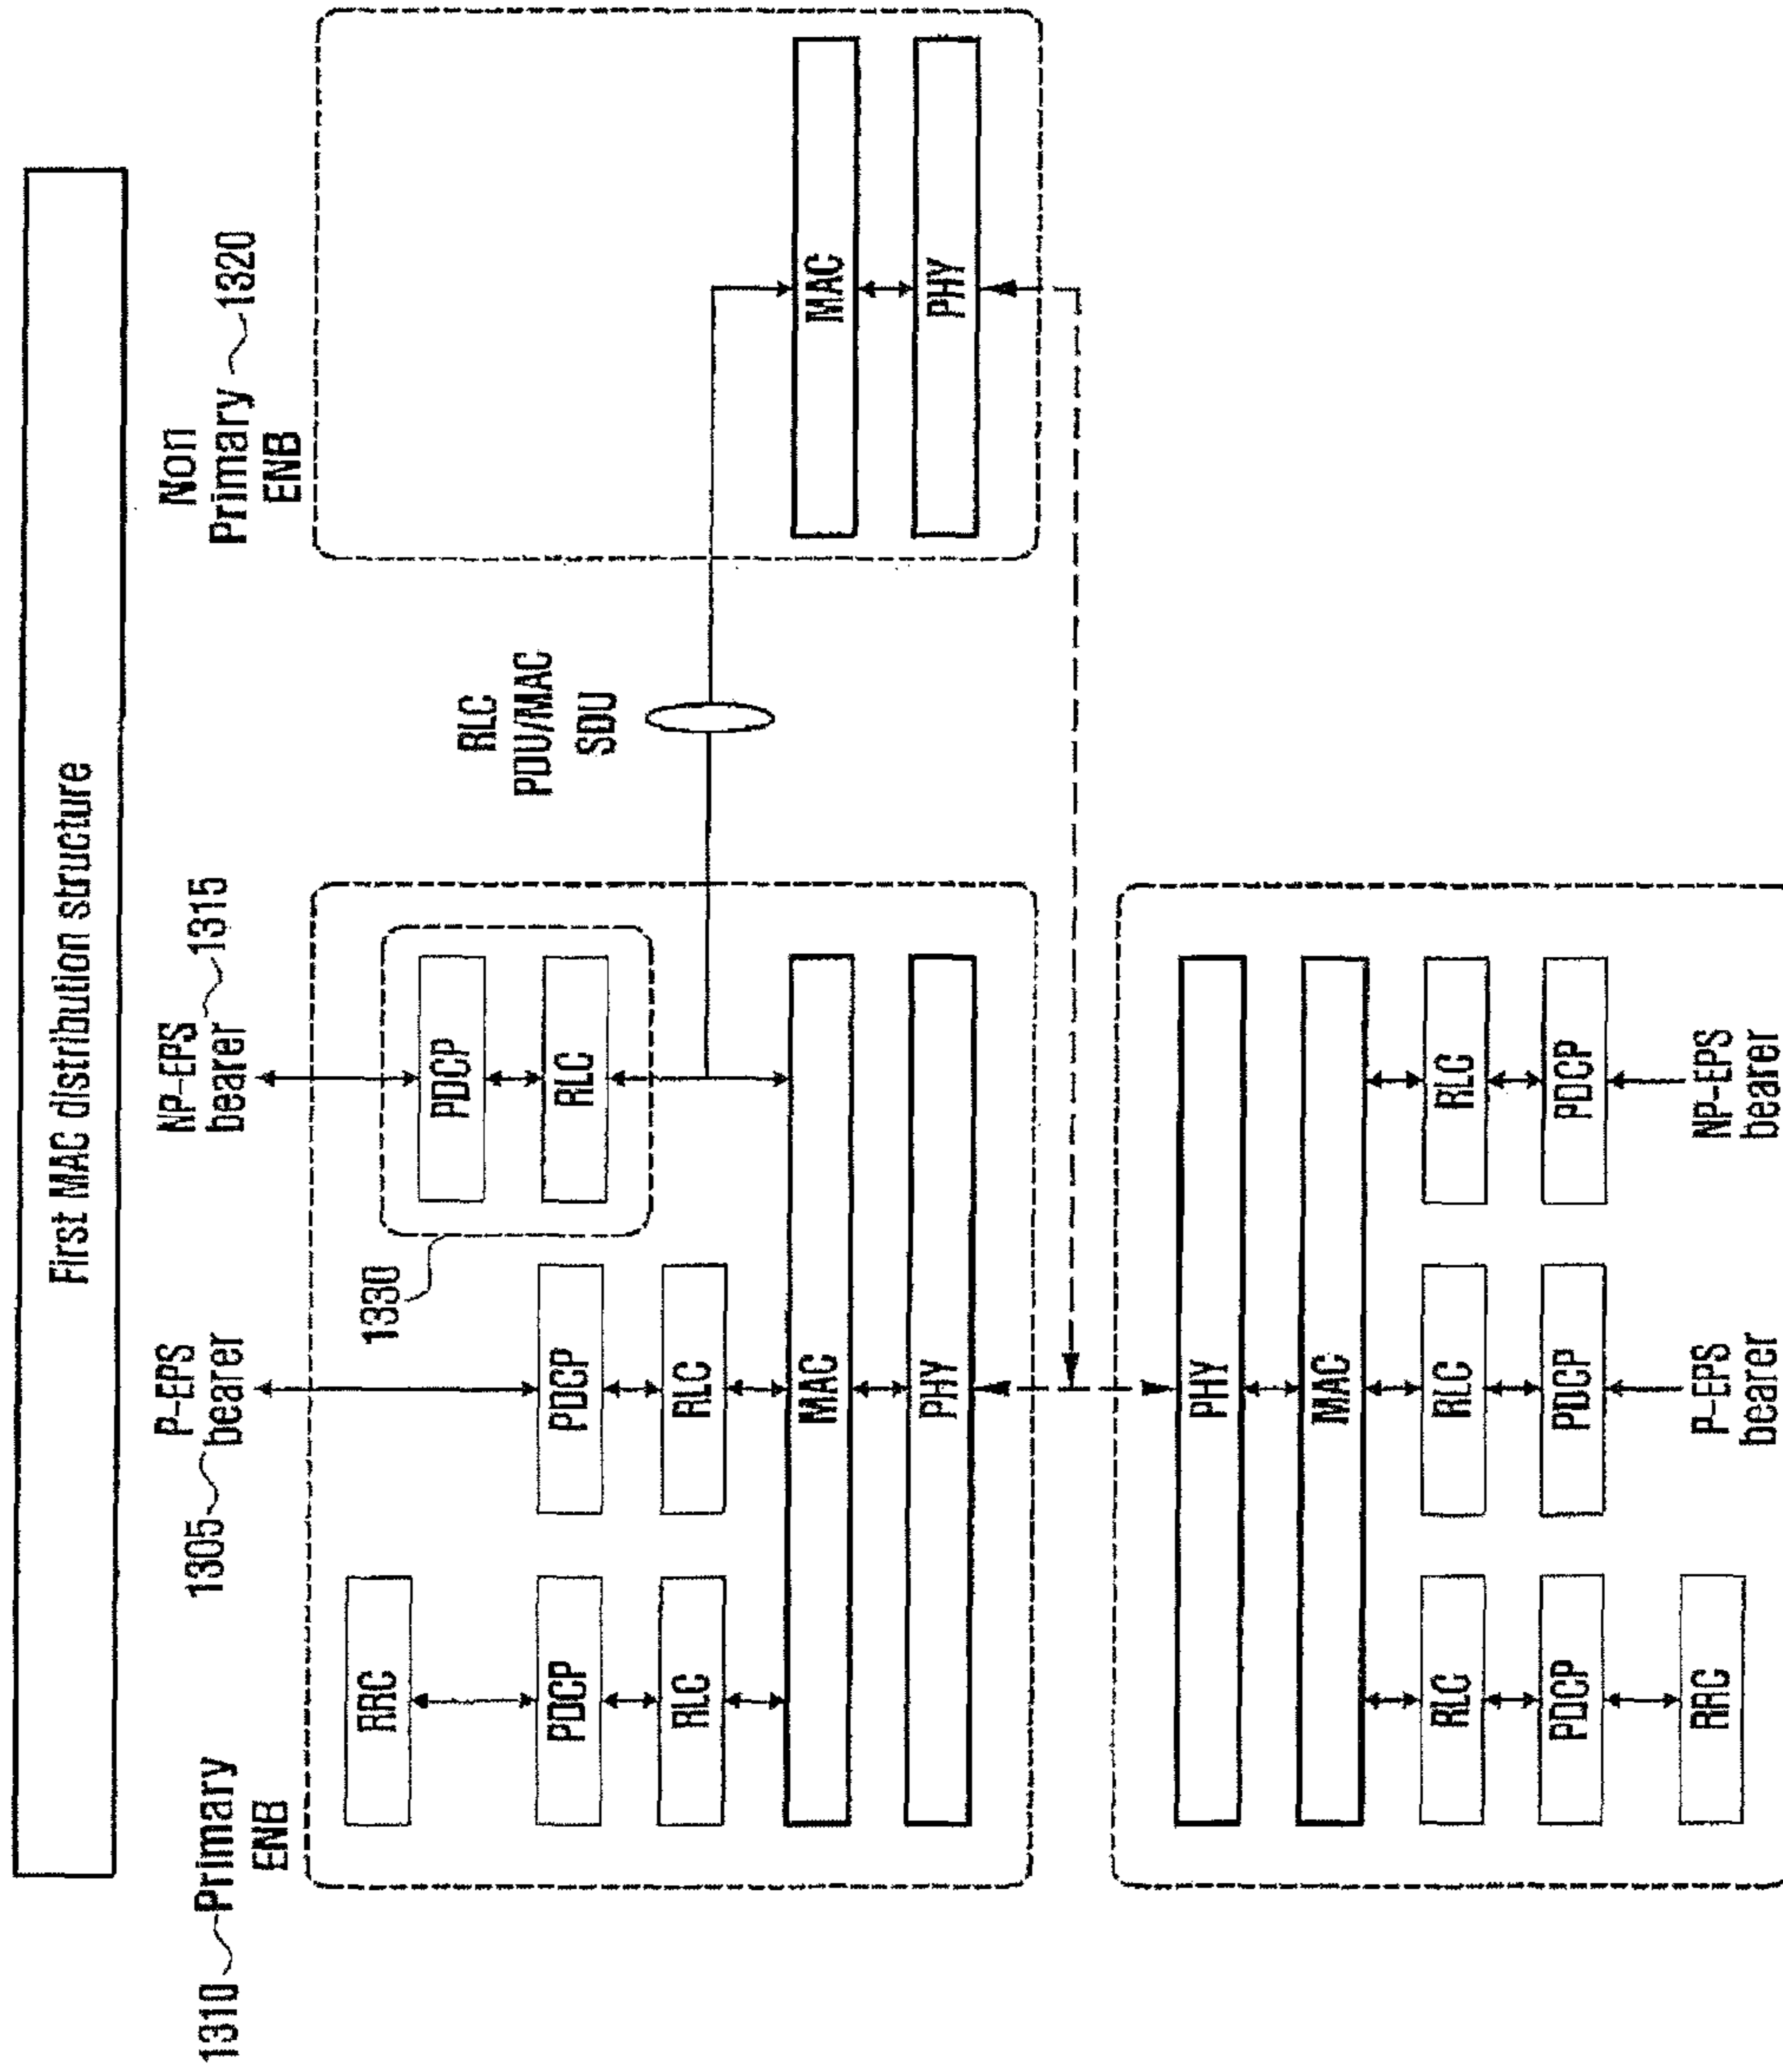 First MAC distribution structure
1310
Primary
ENB
1305
P-EPS
bearer
NP-EPS
bearer
1315
Non
Primary
ENB
1320
RRC
PDCP
RLC
PDCP
RLC
1330
PDCP
RLC
MAC
PHY
RLC
PDU/MAC
SDU
MAC
PHY
PHY
MAC
RLC
RLC
RLC
PDCP
PDCP
PDCP
RRC
P-EPS
bearer
NP-EPS
bearer